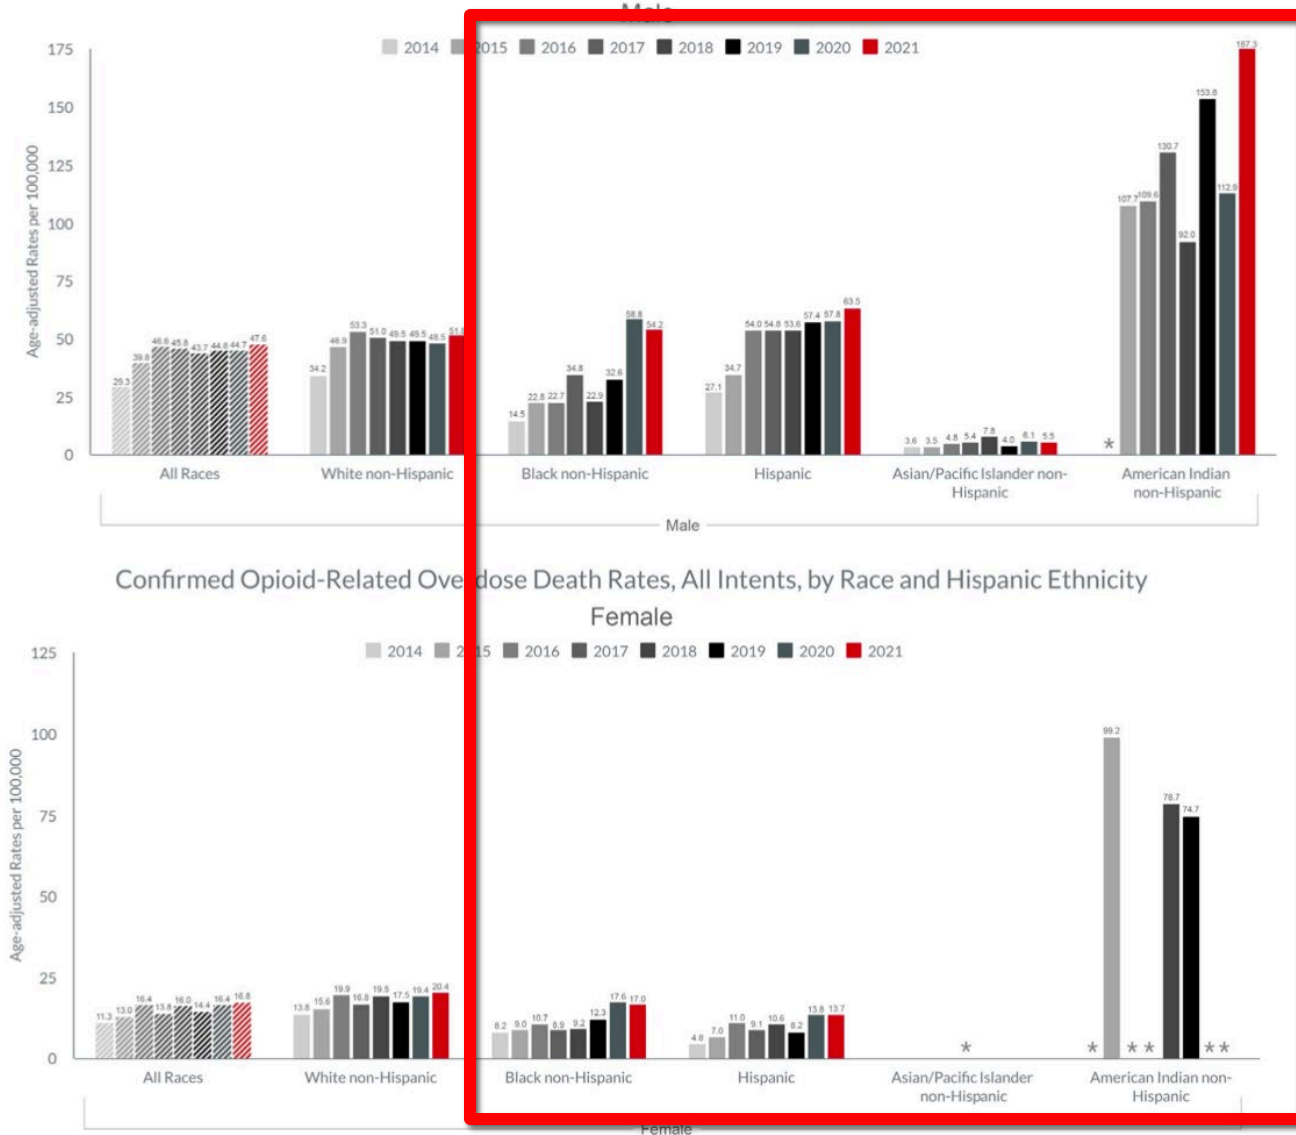 Male
2014 2015 2016 2017 2018 2019 2020 2021
175
150
125
100
75
50
25
0
Age-adjusted Rates per 100,000
29.3 39.8 46.6 45.8 43.7 44.8 44.7 47.6
34.2 46.9 53.3 51.0 49.5 49.5 48.5
14.5 22.8 22.7 34.8 22.9 32.6 58.8 54.2
27.1 34.7 54.0 54.8 53.6 57.4 57.8 63.5
3.6 3.5 4.8 5.4 7.8 4.0 6.1 5.5
* 107.7 109.6 130.7 92.0 153.8 112.9 187.3
All Races
White non-Hispanic
Black non-Hispanic
Hispanic
Asian/Pacific Islander non-
Hispanic
American Indian
non-Hispanic
Male
Confirmed Opioid-Related Overdose Death Rates, All Intents, by Race and Hispanic Ethnicity
Female
2014 2015 2016 2017 2018 2019 2020 2021
125
100
75
50
25
0
Age-adjusted Rates per 100,000
11.3 13.0 16.4 13.8 16.0 14.4 16.4 16.8
13.8 15.6 19.9 16.8 19.5 17.5 19.4 20.4
8.2 9.0 10.7 8.9 9.2 12.3 17.6 17.0
4.8 7.0 11.0 9.1 10.6 8.2 13.8 13.7
*
* 99.2 * * 78.7 74.7 * *
All Races
White non-Hispanic
Black non-Hispanic
Hispanic
Asian/Pacific Islander
non-Hispanic
American Indian non-
Hispanic
Female